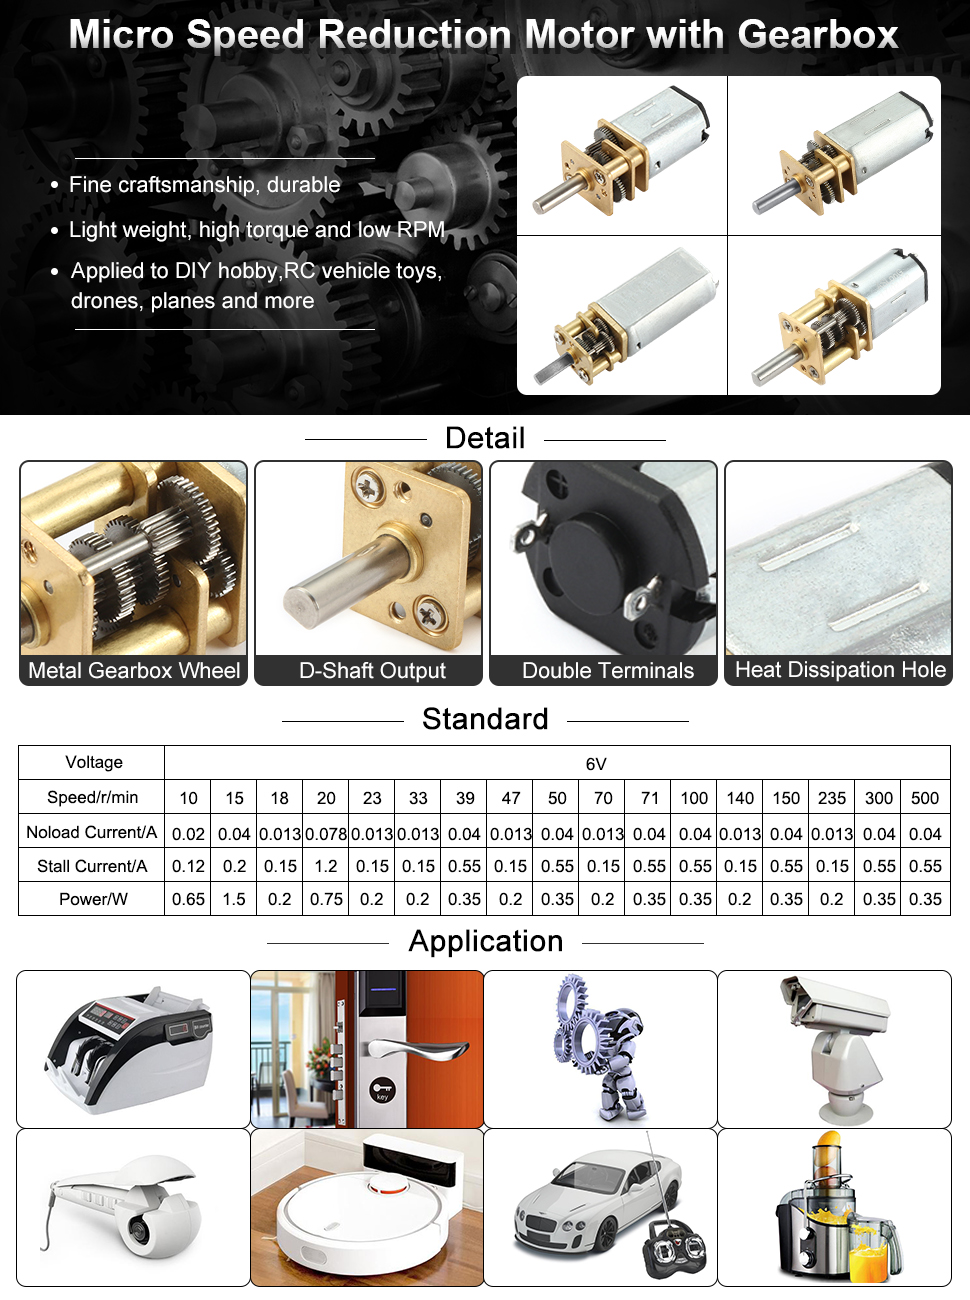 Micro Speed Reduction Motor with Gearbox
• Fine craftsmanship, durable
• Light weight, high torque and low RPM
• Applied to DIY hobby,RC vehicle toys,
drones, planes and more
Detail
Metal Gearbox Wheel
D-Shaft Output
Double Terminals
Heat Dissipation Hole
Standard
Voltage 6V
Speed/r/min 10 15 18 20 23 33 39 47 50 70 71 100 140 150 235 300 500
Noload Current/A 0.02 0.04 0.013 0.078 0.013 0.013 0.04 0.013 0.04 0.013 0.04 0.04 0.013 0.04 0.013 0.04 0.04
Stall Current/A 0.12 0.2 0.15 1.2 0.15 0.15 0.55 0.15 0.55 0.15 0.55 0.55 0.15 0.55 0.15 0.55 0.55
Power/W 0.65 1.5 0.2 0.75 0.2 0.2 0.35 0.2 0.35 0.2 0.35 0.35 0.2 0.35 0.2 0.35 0.35
Application
key